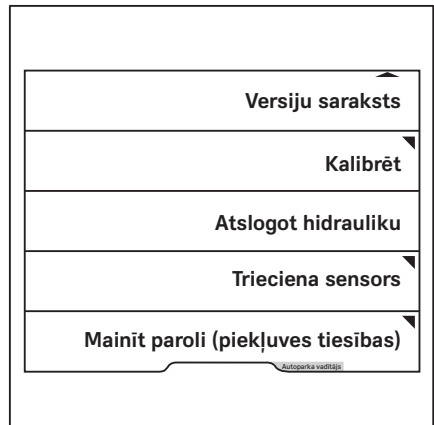 Versiju saraksts
Kalibrēt
Atslogot hidrauliku
Trieciena sensors
Mainīt paroli (piekļuves tiesības)
Autoparka vadītājs